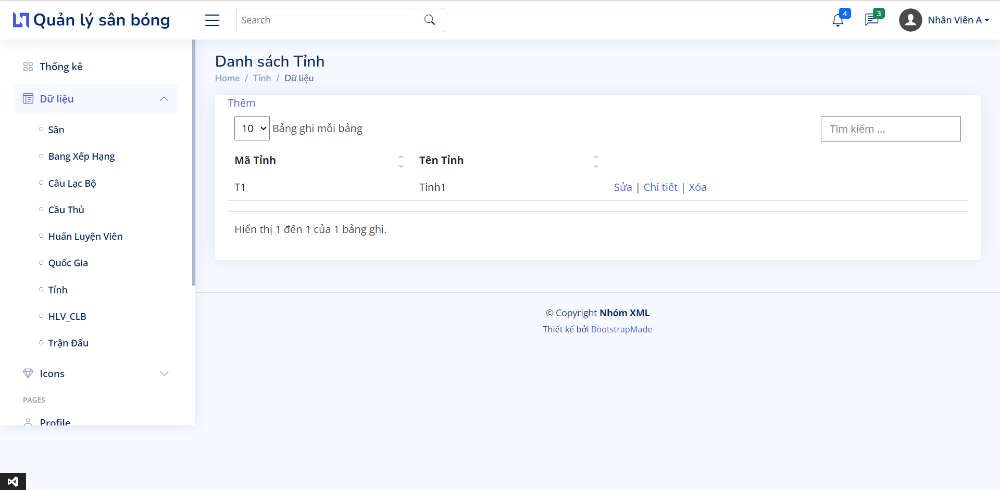 Quản lý sân bóng
Search
4
3
Nhân Viên A
Thống kê
Dữ liệu
Sân
Bang Xếp Hạng
Câu Lạc Bộ
Cầu Thủ
Huấn Luyện Viên
Quốc Gia
Tỉnh
HLV_CLB
Trận Đấu
Icons
PAGES
Profile
Danh sách Tỉnh
Home / Tỉnh / Dữ liệu
Thêm
10 Bảng ghi mỗi bảng
Tìm kiếm ...
Mã Tỉnh Tên Tỉnh
T1 Tinh1 Sửa | Chi tiết | Xóa
Hiển thị 1 đến 1 của 1 bảng ghi.
© Copyright Nhóm XML
Thiết kế bởi BootstrapMade